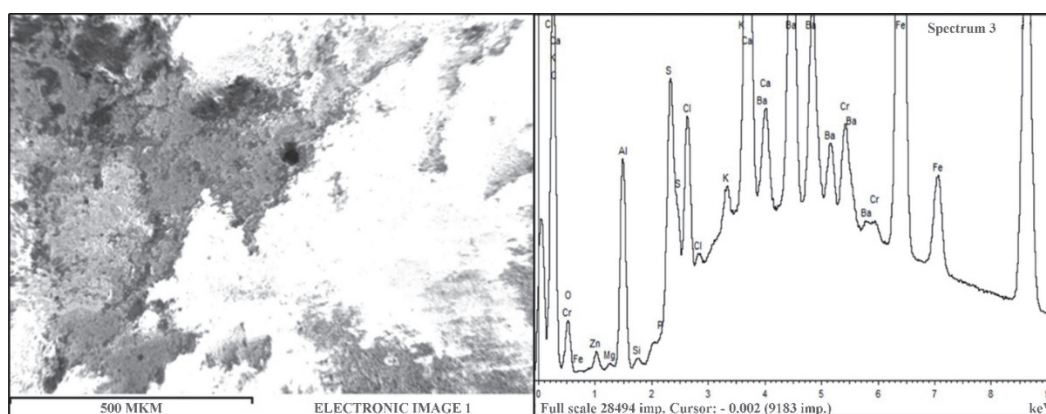 500 MKM
ELECTRONIC IMAGE 1
Spectrum 3
C
Ca
K
O
Cr
Fe
Zn
Mg
Al
Si
P
S
S
Cl
Cl
K
K
Ca
Ca
Ba
Ba
Ba
Ba
Cr
Ba
Ba
Cr
Fe
Fe
0 1 2 3 4 5 6 7 8 9
Full scale 28494 imp. Cursor: - 0.002 (9183 imp.)